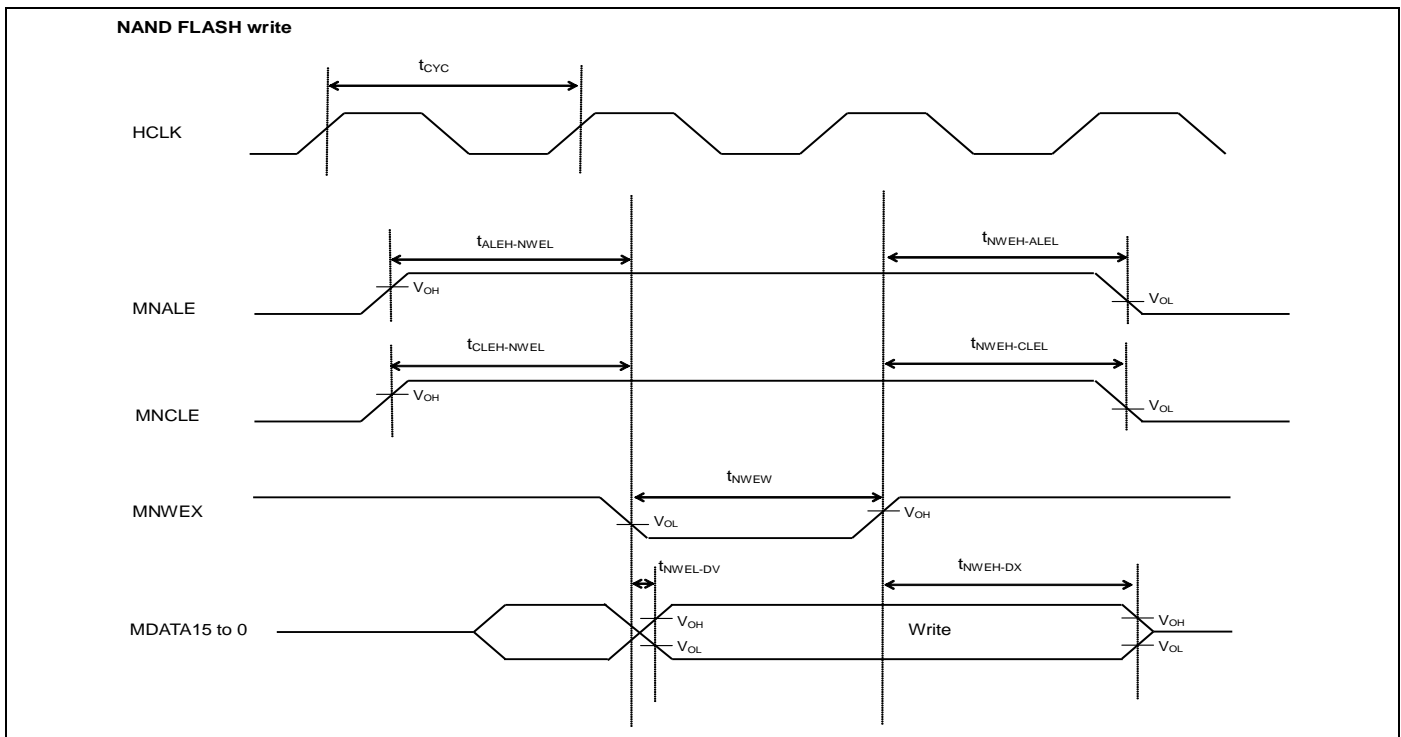 NAND FLASH write
tCYC
HCLK
tALEH-NWEL tNWEH-ALEL
VOH VOL
MNALE
tCLEH-NWEL tNWEH-CLEL
VOH VOL
MNCLE
tNWEW
MNWEX
VOL VOH
tNWEL-DV tNWEH-DX
VOH VOH
MDATA15 to 0 Write
VOL VOL